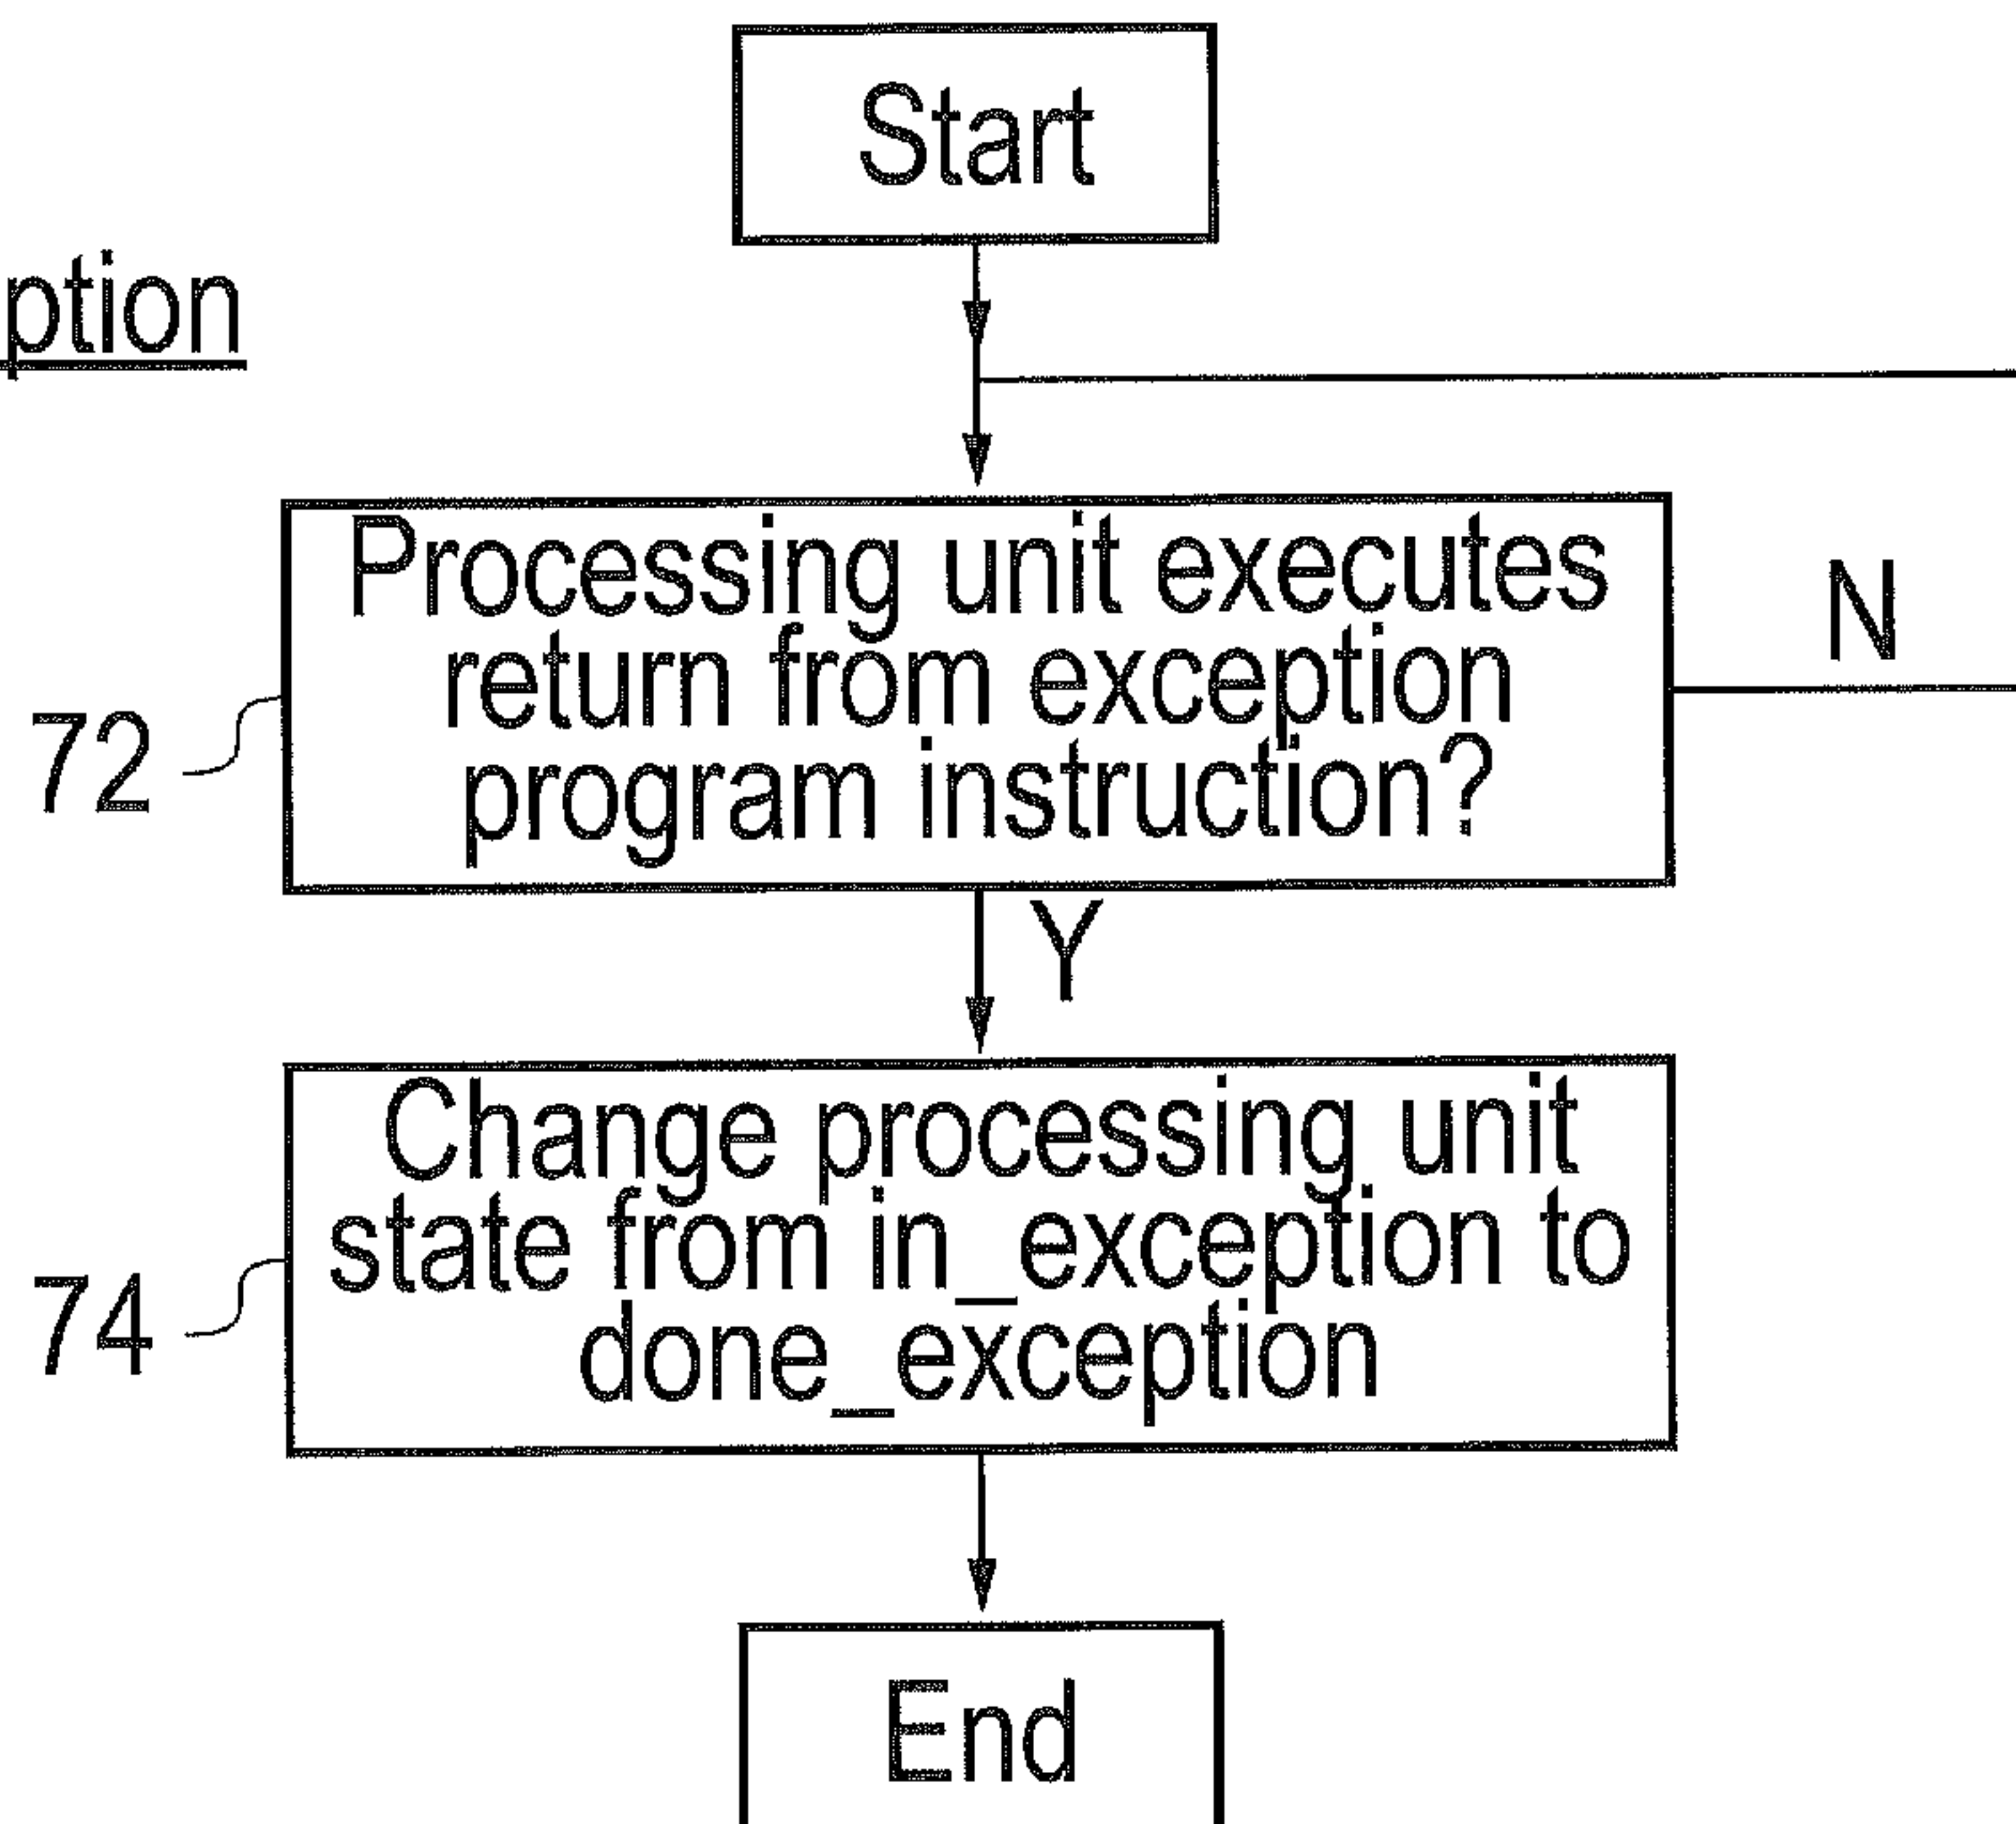 Start
ption
Processing unit executes
return from exception
program instruction?
N
72
Y
Change processing unit
state from in_exception to
done_exception
74
End